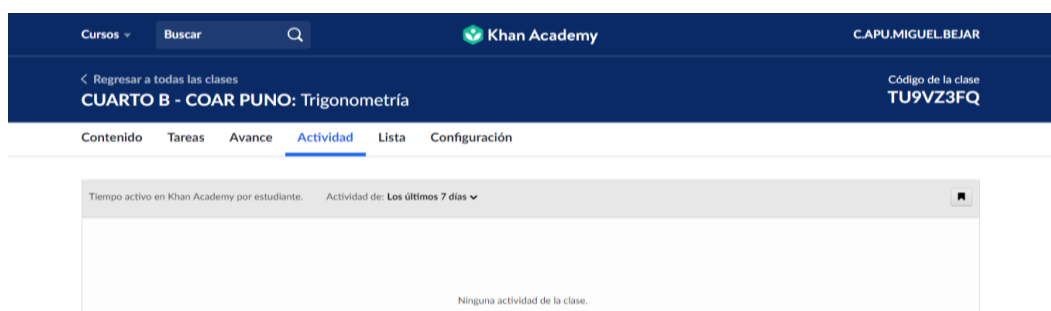 Cursos Buscar Khan Academy C.APU.MIGUEL.BEJAR
< Regresar a todas las clases Código de la clase
CUARTO B - COAR PUNO: Trigonometría TU9VZ3FQ
Contenido Tareas Avance Actividad Lista Configuración
Tiempo activo en Khan Academy por estudiante. Actividad de: Los últimos 7 días
Ninguna actividad de la clase.